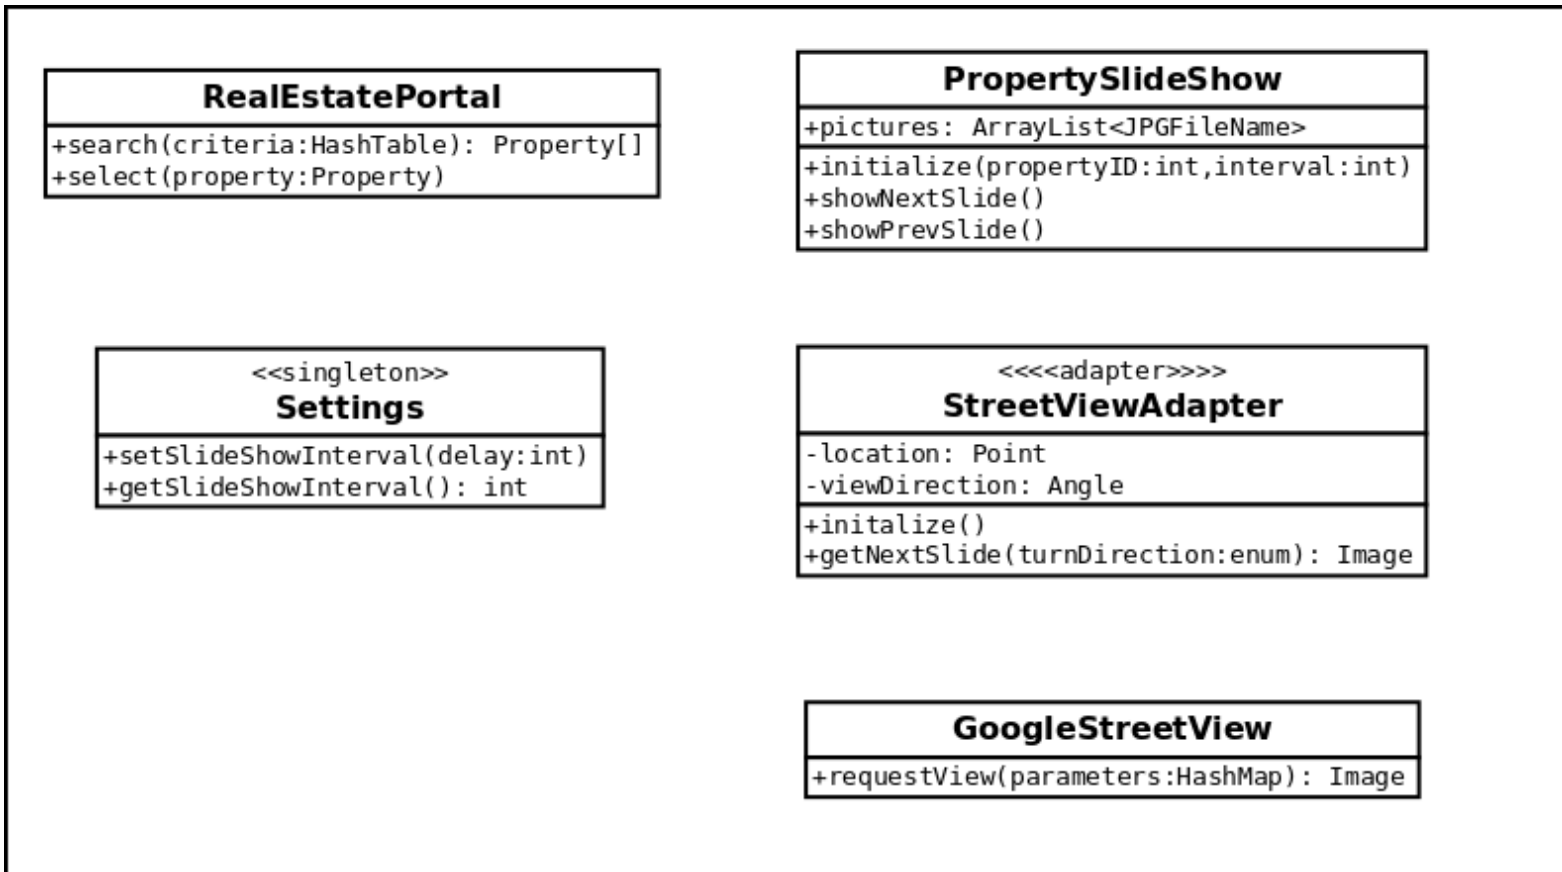 RealEstatePortal
+search(criteria:HashTable): Property[]
+select(property:Property)
PropertySlideShow
+pictures: ArrayList<JPGFileName>
+initialize(propertyID:int,interval:int)
+showNextSlide()
+showPrevSlide()
<<singleton>>
Settings
+setSlideShowInterval(delay:int)
+getSlideShowInterval(): int
<<<<adapter>>>>
StreetViewAdapter
-location: Point
-viewDirection: Angle
+initalize()
+getNextSlide(turnDirection:enum): Image
GoogleStreetView
+requestView(parameters:HashMap): Image